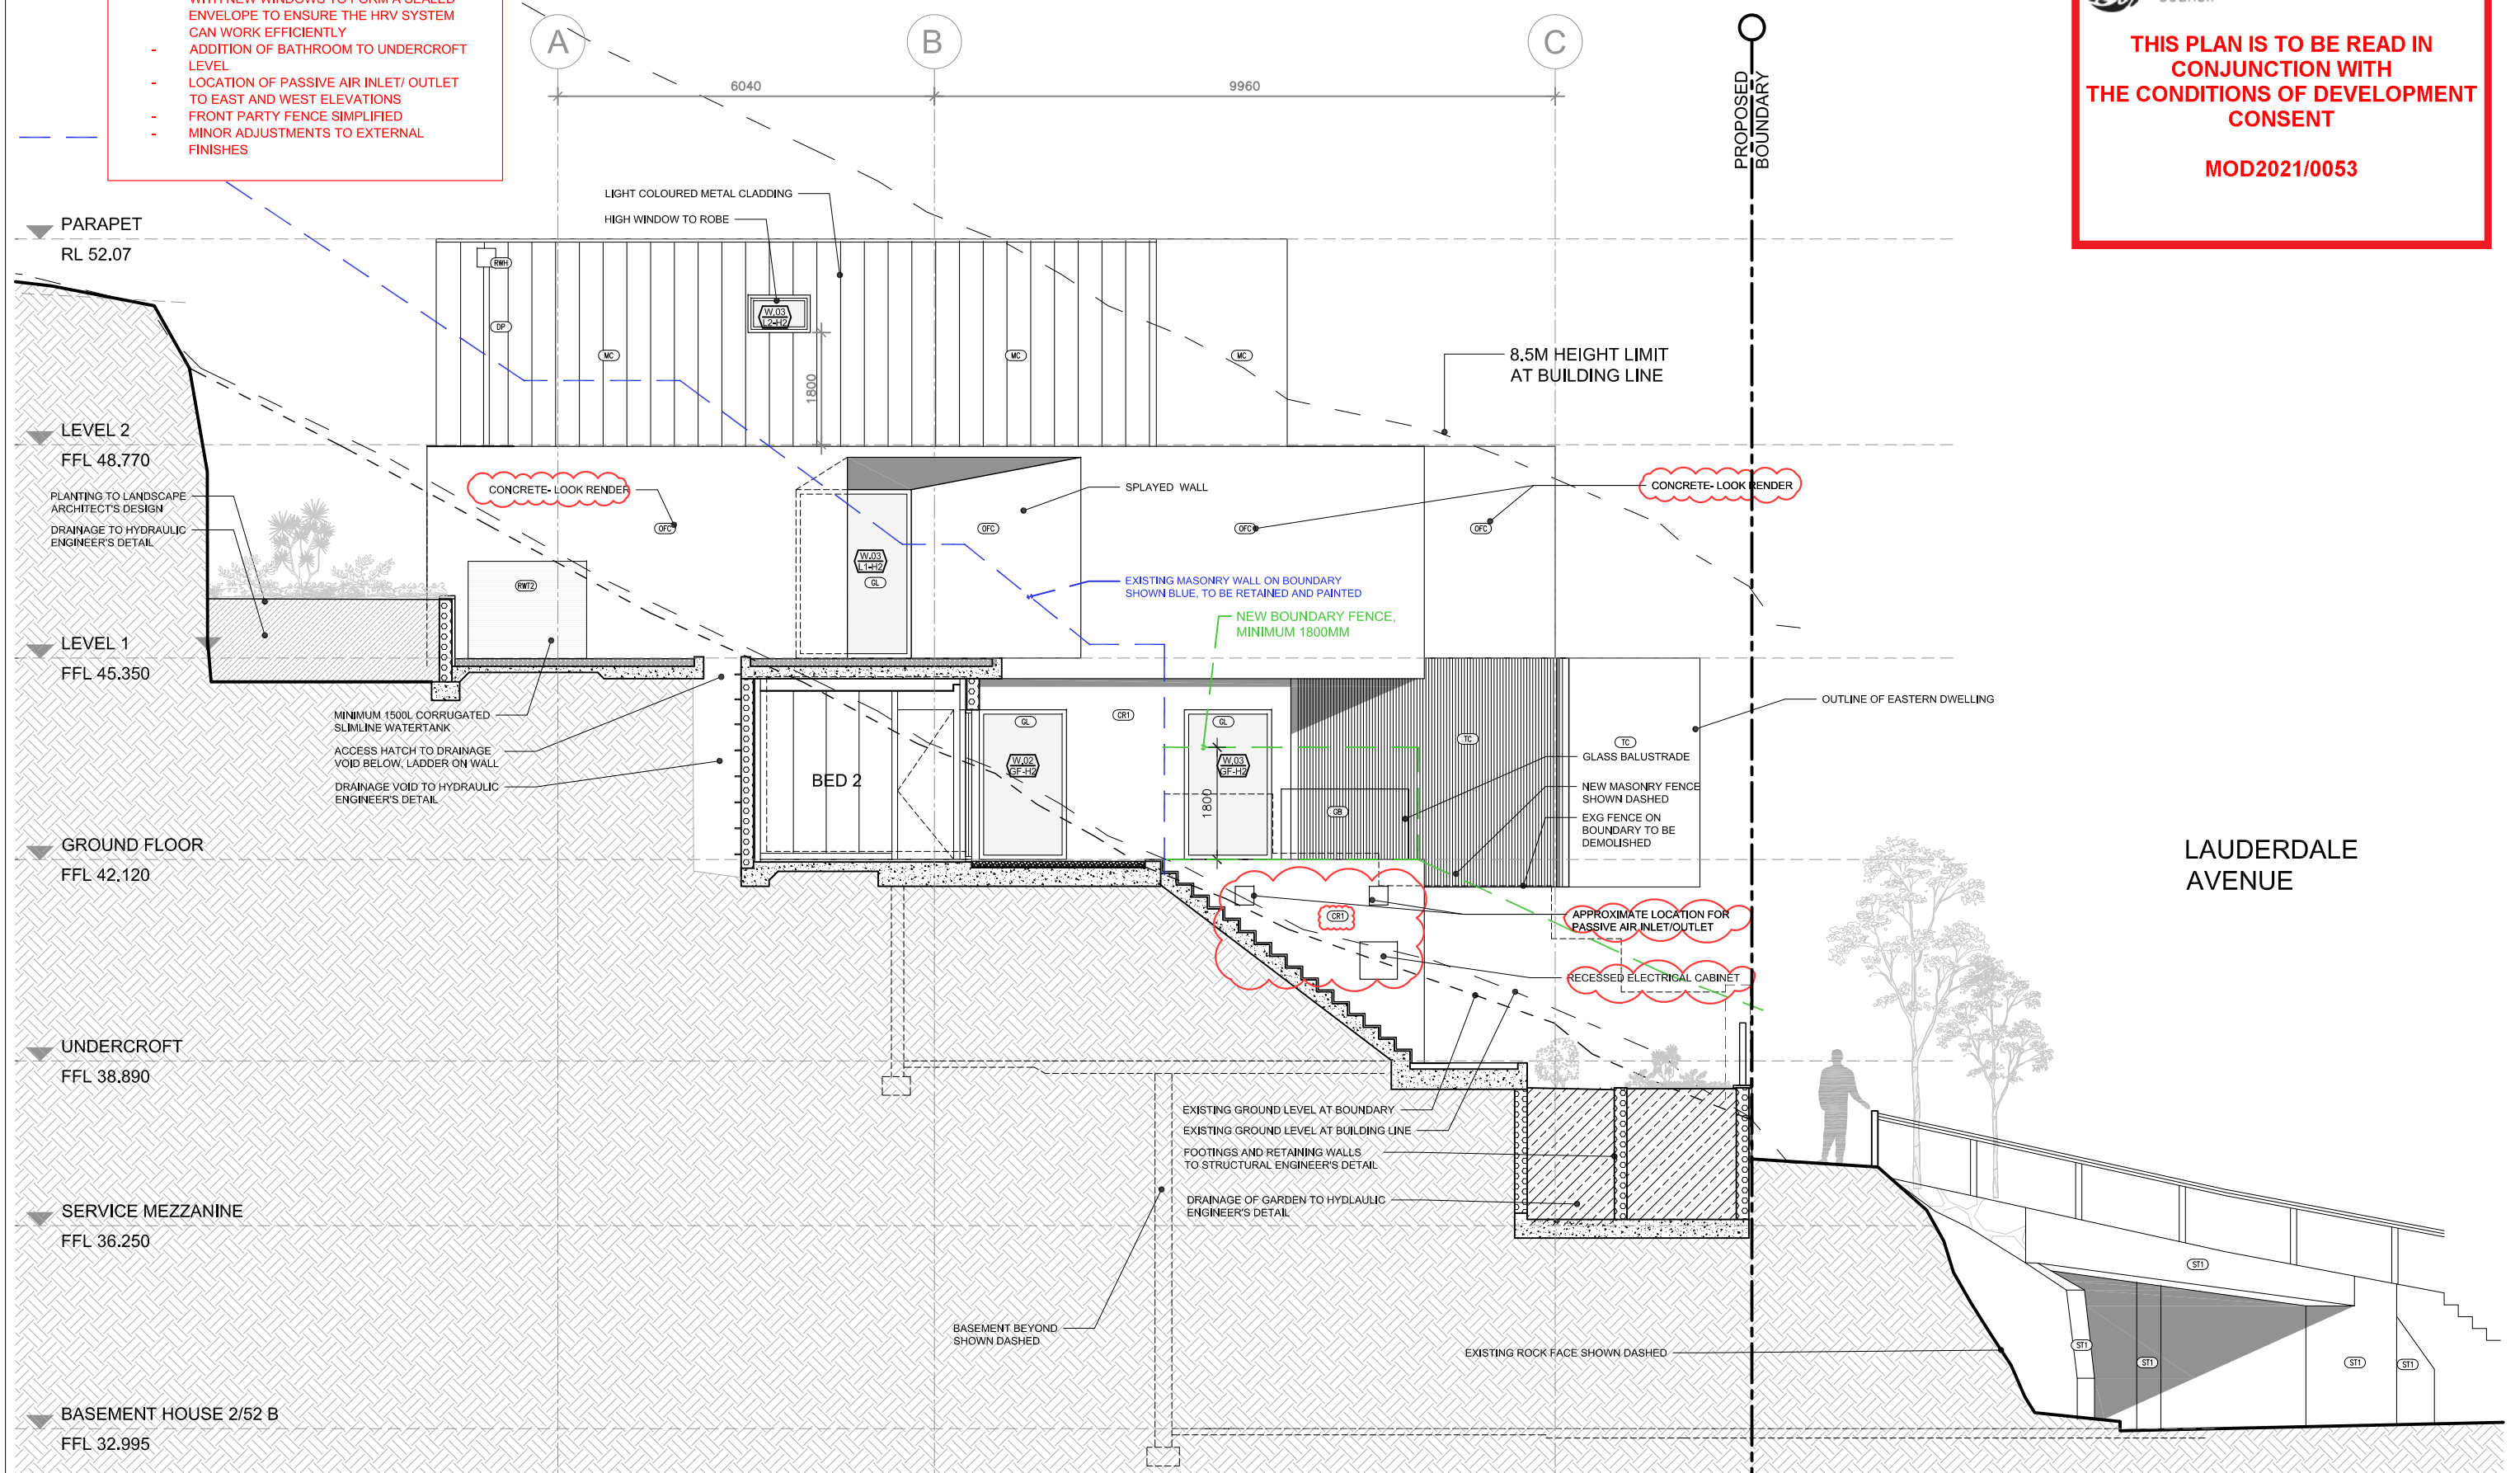 ENVELOPE TO ENSURE THE HRV SYSTEM
CAN WORK EFFICIENTLY
- ADDITION OF BATHROOM TO UNDERCROFT
LEVEL
- LOCATION OF PASSIVE AIR INLET/ OUTLET
TO EAST AND WEST ELEVATIONS
- FRONT PARTY FENCE SIMPLIFIED
- MINOR ADJUSTMENTS TO EXTERNAL
FINISHES
A
B
C
6040
9960
PROPOSED
BOUNDARY
THIS PLAN IS TO BE READ IN
CONJUNCTION WITH
THE CONDITIONS OF DEVELOPMENT
CONSENT
MOD2021/0053
LIGHT COLOURED METAL CLADDING
HIGH WINDOW TO ROBE
PARAPET
RL 52.07
RWH
DP
W.03
L2-H2
MC
MC
MC
1800
8.5M HEIGHT LIMIT
AT BUILDING LINE
LEVEL 2
FFL 48.770
PLANTING TO LANDSCAPE
ARCHITECT'S DESIGN
DRAINAGE TO HYDRAULIC
ENGINEER'S DETAIL
CONCRETE- LOOK RENDER
SPLAYED WALL
CONCRETE- LOOK RENDER
OFC
OFC
OFC
OFC
W.03
L1-H2
GL
RWT2
EXISTING MASONRY WALL ON BOUNDARY
SHOWN BLUE, TO BE RETAINED AND PAINTED
NEW BOUNDARY FENCE,
MINIMUM 1800MM
LEVEL 1
FFL 45.350
MINIMUM 1500L CORRUGATED
SLIMLINE WATERTANK
ACCESS HATCH TO DRAINAGE
VOID BELOW, LADDER ON WALL
DRAINAGE VOID TO HYDRAULIC
ENGINEER'S DETAIL
BED 2
GL
W.02
GF-H2
CR1
GL
W.03
GF-H2
1800
GB
TC
TC
OUTLINE OF EASTERN DWELLING
GLASS BALUSTRADE
NEW MASONRY FENCE
SHOWN DASHED
EXG FENCE ON
BOUNDARY TO BE
DEMOLISHED
GROUND FLOOR
FFL 42.120
LAUDERDALE
AVENUE
CR1
APPROXIMATE LOCATION FOR
PASSIVE AIR INLET/OUTLET
RECESSED ELECTRICAL CABINET
UNDERCROFT
FFL 38.890
EXISTING GROUND LEVEL AT BOUNDARY
EXISTING GROUND LEVEL AT BUILDING LINE
FOOTINGS AND RETAINING WALLS
TO STRUCTURAL ENGINEER'S DETAIL
DRAINAGE OF GARDEN TO HYDLAULIC
ENGINEER'S DETAIL
SERVICE MEZZANINE
FFL 36.250
BASEMENT BEYOND
SHOWN DASHED
EXISTING ROCK FACE SHOWN DASHED
ST1
ST1
ST1
ST1
ST1
BASEMENT HOUSE 2/52 B
FFL 32.995